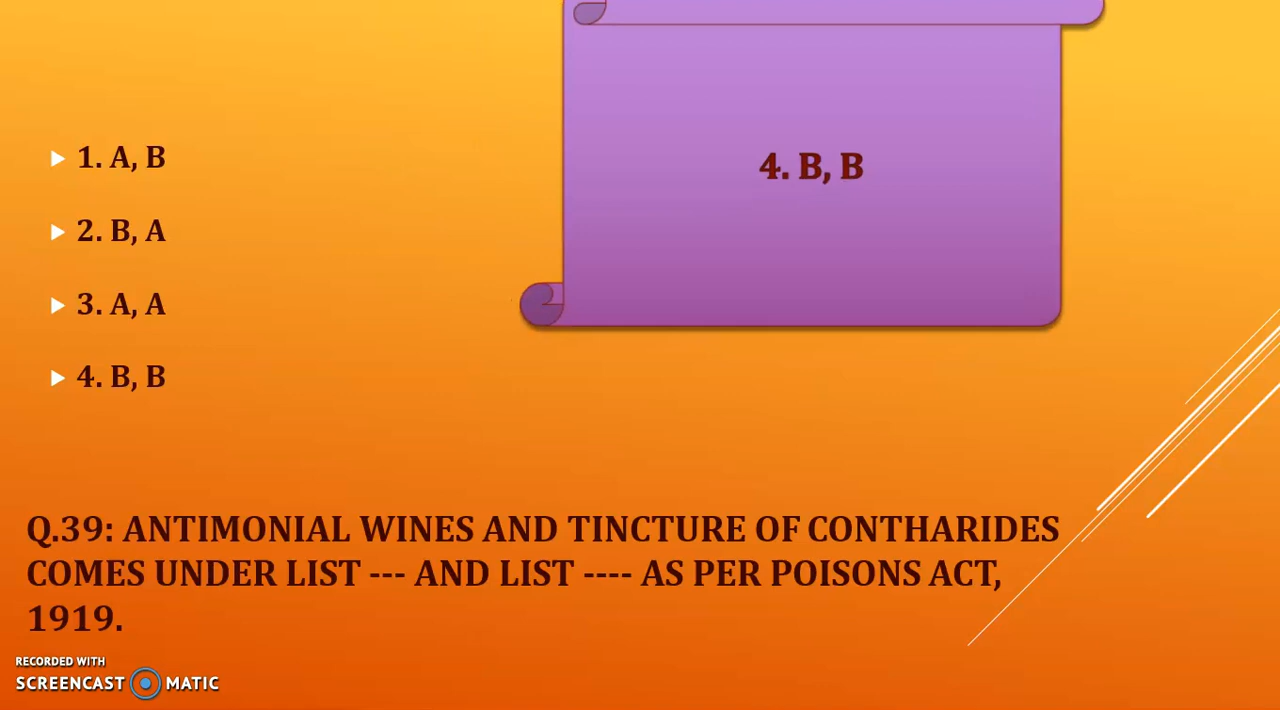 1. A, B
2. B, A
3. A, A
4. B, B
4. B, B
Q.39: ANTIMONIAL WINES AND TINCTURE OF CONTHARIDES
COMES UNDER LIST --- AND LIST ---- AS PER POISONS ACT,
1919.
RECORDED WITH
SCREENCAST MATIC